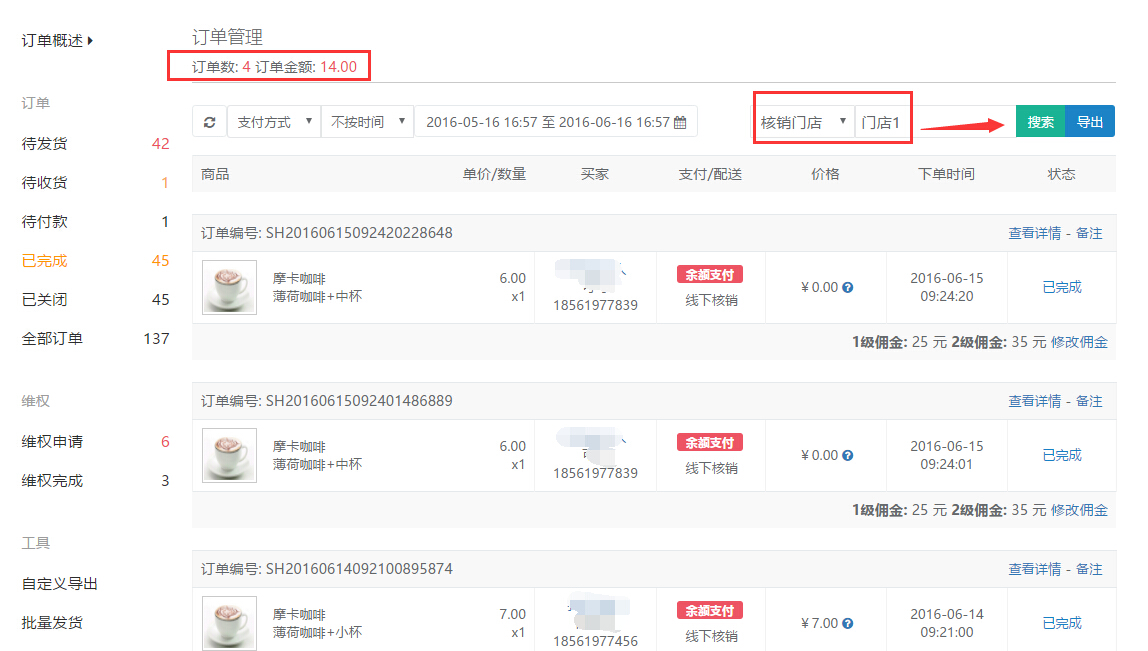 订单概述
订单
待发货 42
待收货 1
待付款 1
已完成 45
已关闭 45
全部订单 137
维权
维权申请 6
维权完成 3
工具
自定义导出
批量发货
订单管理
订单数: 4 订单金额: 14.00
支付方式 不按时间 2016-05-16 16:57 至 2016-06-16 16:57 核销门店 门店1 搜索 导出
商品 单价/数量 买家 支付/配送 价格 下单时间 状态
订单编号: SH20160615092420228648 查看详情 - 备注
摩卡咖啡 6.00 余额支付 2016-06-15
薄荷咖啡+中杯 x1 18561977839 线下核销 ¥0.00 09:24:20 已完成
1级佣金: 25 元 2级佣金: 35 元 修改佣金
订单编号: SH20160615092401486889 查看详情 - 备注
摩卡咖啡 6.00 余额支付 2016-06-15
薄荷咖啡+中杯 x1 18561977839 线下核销 ¥0.00 09:24:01 已完成
1级佣金: 25 元 2级佣金: 35 元 修改佣金
订单编号: SH20160614092100895874 查看详情 - 备注
摩卡咖啡 7.00 余额支付 2016-06-14
薄荷咖啡+小杯 x1 18561977456 线下核销 ¥7.00 09:21:00 已完成